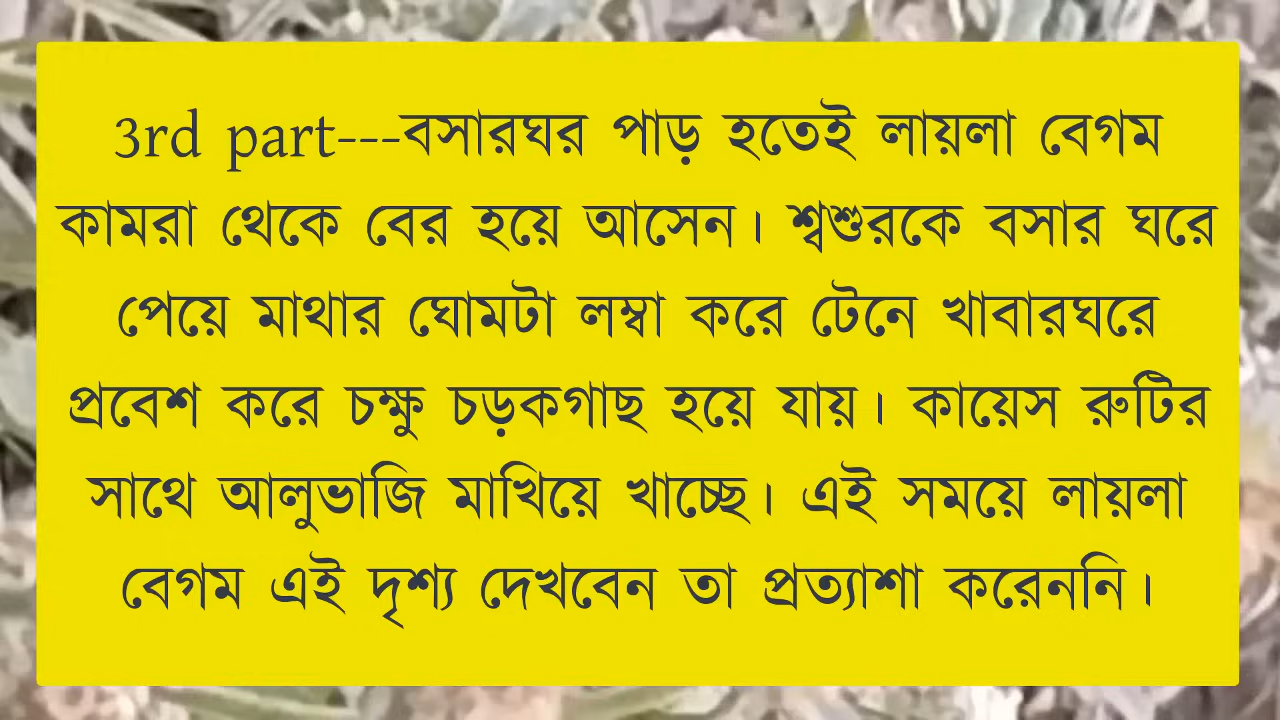 3rd part---বসারঘর পাড় হতেই লায়লা বেগম
কামরা থেকে বের হয়ে আসেন। শ্বশুরকে বসার ঘরে
পেয়ে মাথার ঘোমটা লম্বা করে টেনে খাবারঘরে
প্রবেশ করে চক্ষু চড়কগাছ হয়ে যায়। কায়েস রুটির
সাথে আলুভাজি মাখিয়ে খাচ্ছে। এই সময়ে লায়লা
বেগম এই দৃশ্য দেখবেন তা প্রত্যাশা করেননি।